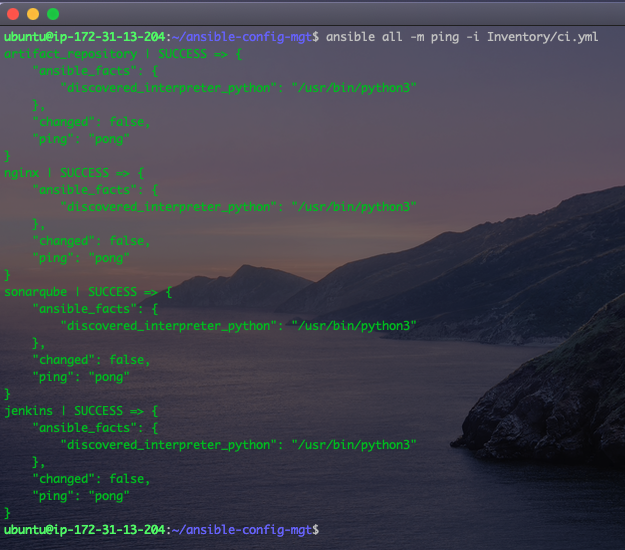 ubuntu@ip-172-31-13-204:~/ansible-config-mgt$ ansible all -m ping -i Inventory/ci.yml
artifact_repository | SUCCESS => {
    "ansible_facts": {
        "discovered_interpreter_python": "/usr/bin/python3"
    },
    "changed": false,
    "ping": "pong"
}
nginx | SUCCESS => {
    "ansible_facts": {
        "discovered_interpreter_python": "/usr/bin/python3"
    },
    "changed": false,
    "ping": "pong"
}
sonarqube | SUCCESS => {
    "ansible_facts": {
        "discovered_interpreter_python": "/usr/bin/python3"
    },
    "changed": false,
    "ping": "pong"
}
jenkins | SUCCESS => {
    "ansible_facts": {
        "discovered_interpreter_python": "/usr/bin/python3"
    },
    "changed": false,
    "ping": "pong"
}
ubuntu@ip-172-31-13-204:~/ansible-config-mgt$